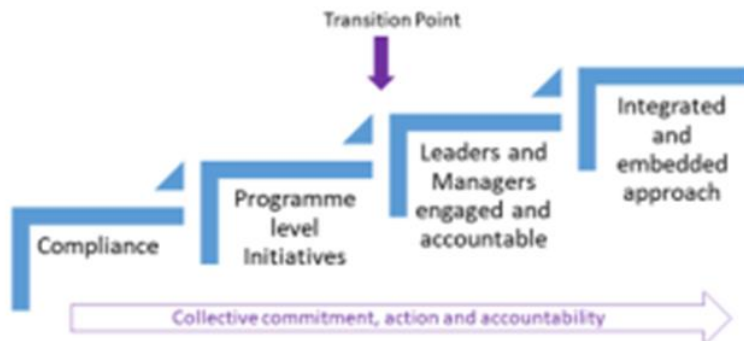 Transition Point
Compliance
Programme
level
Initiatives
Leaders and
Managers
engaged and
accountable
Integrated
and
embedded
approach
Collective commitment, action and accountability